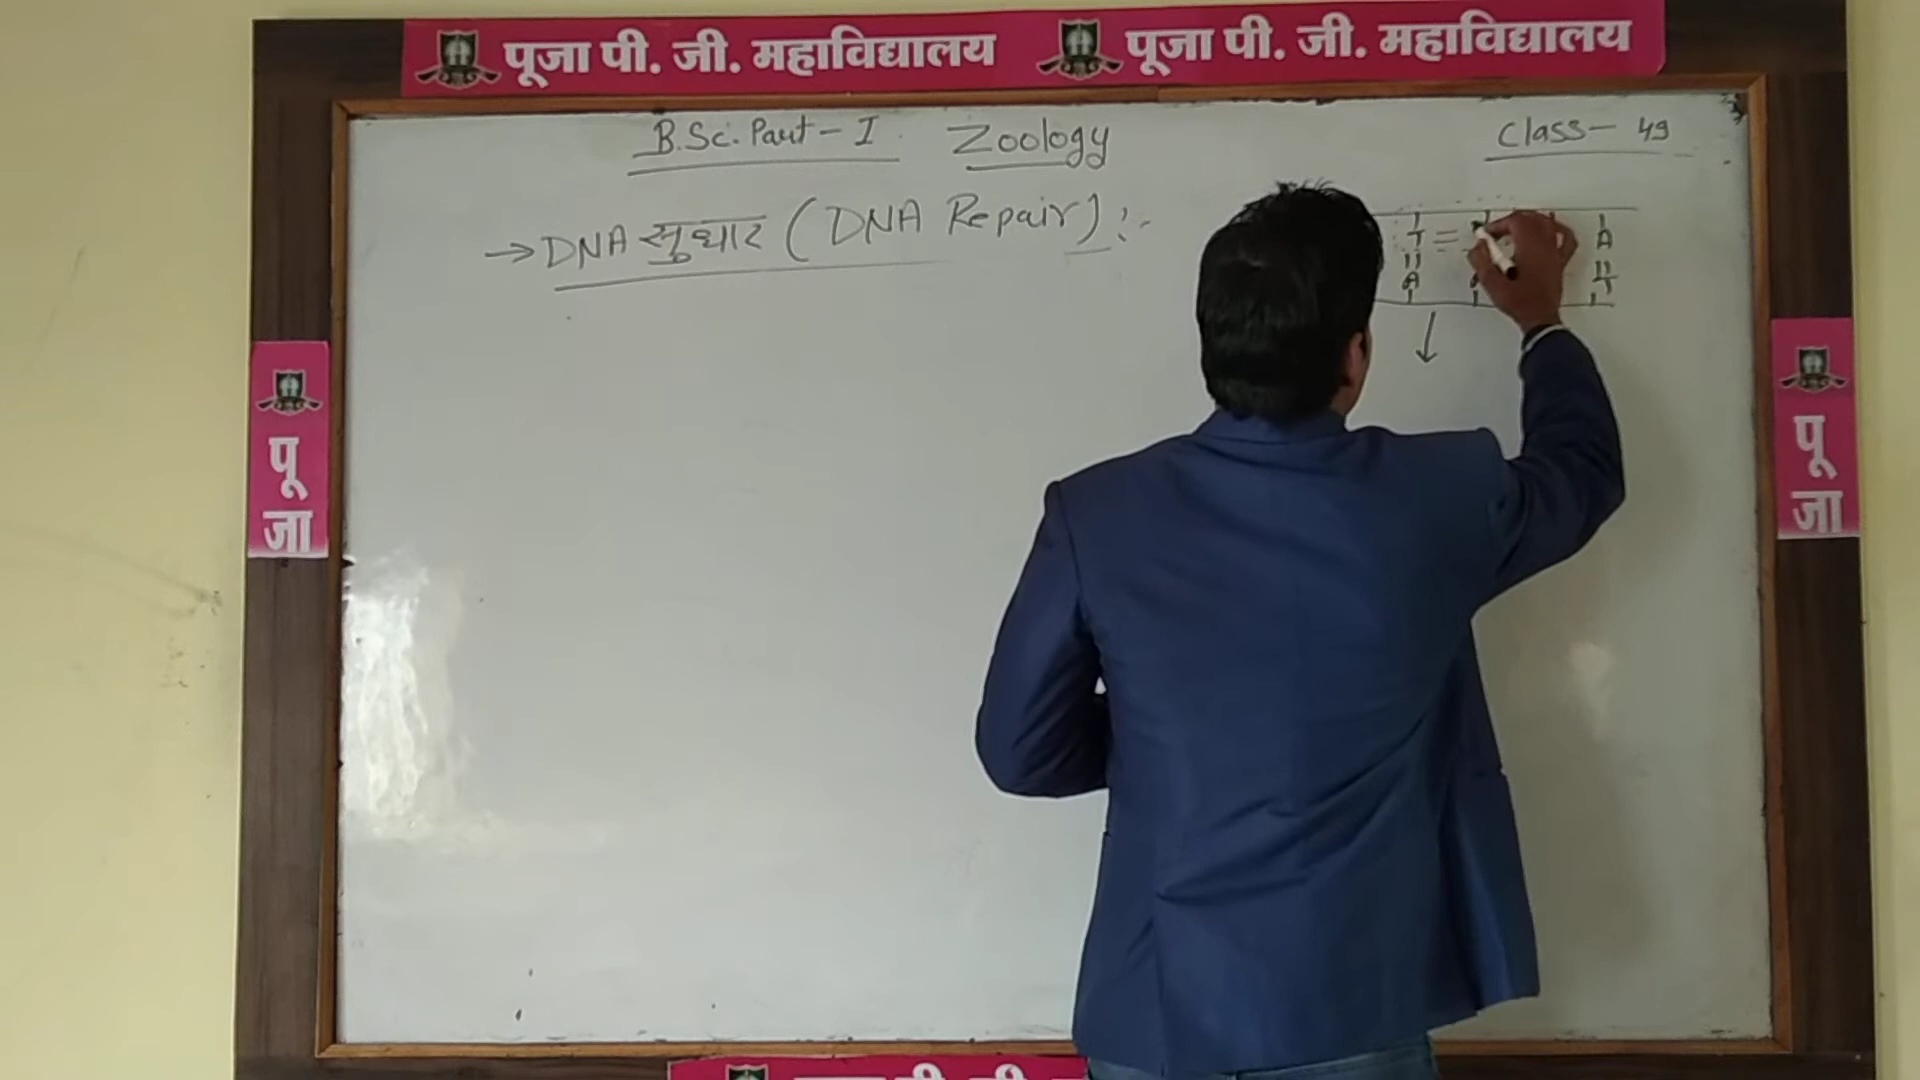 पूजा पी. जी. महाविद्यालय पूजा पी. जी. महाविद्यालय
B.Sc. Part - I Zoology Class - 49
→ DNA सुधार (DNA Repair) :-
T = A
A T
↓
पूजा
पूजा